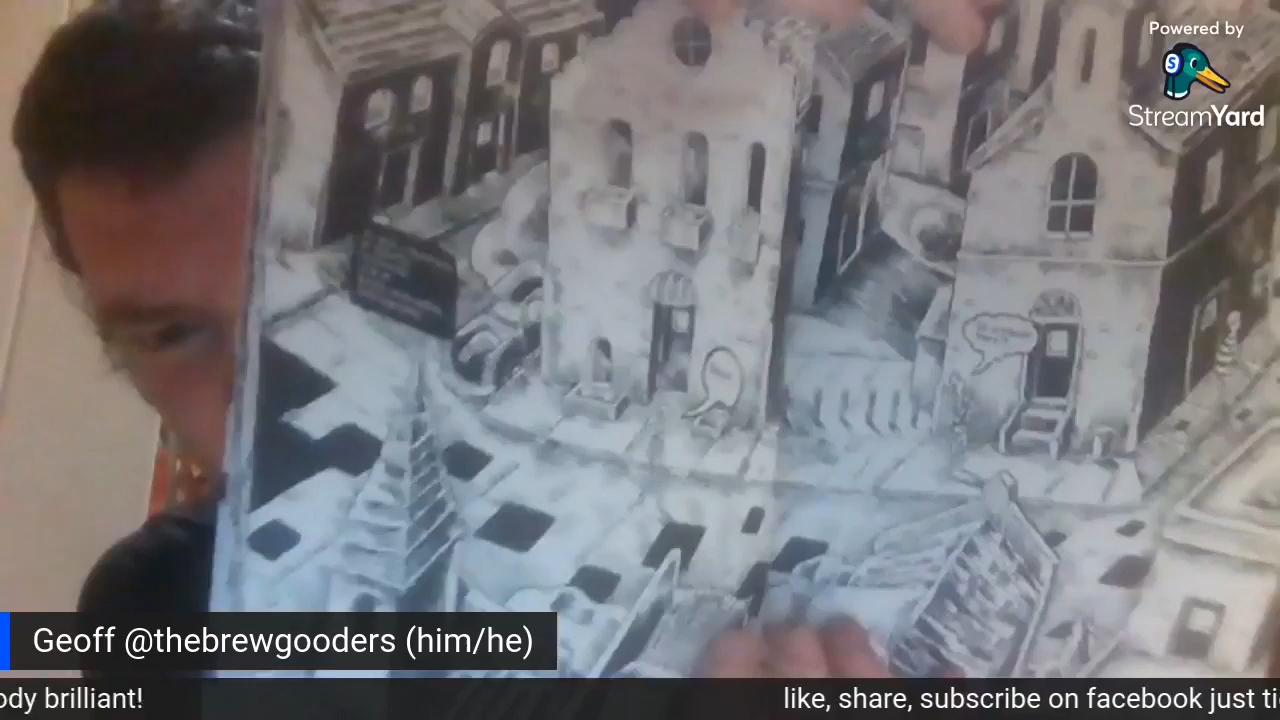 Powered by
StreamYard
Geoff @thebrewgooders (him/he)
ody brilliant!
like, share, subscribe on facebook just ti